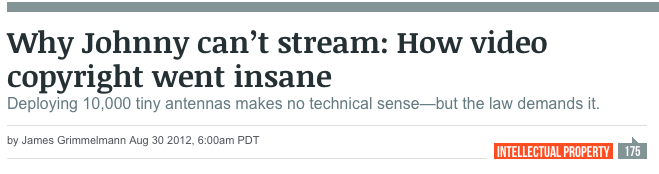 Why Johnny can’t stream: How video
copyright went insane
Deploying 10,000 tiny antennas makes no technical sense—but the law demands it.
by James Grimmelmann Aug 30 2012, 6:00am PDT
INTELLECTUAL PROPERTY 175